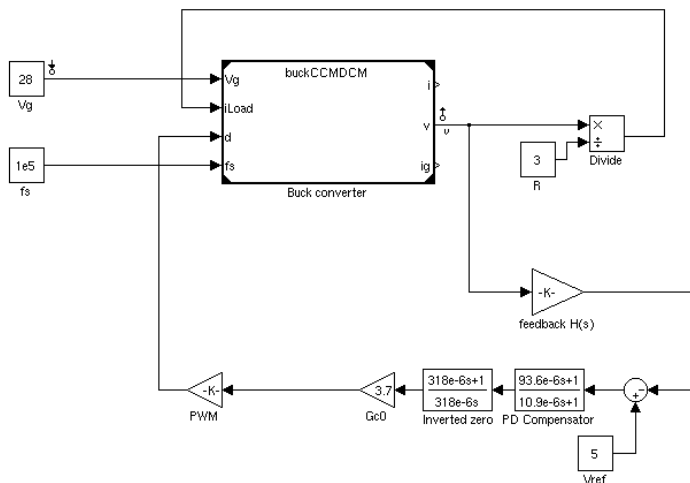 buckCCMDCM
28
Vg
Vg
iLoad
d
fs
i
v
υ
ig
1e5
fs
Buck converter
×
÷
Divide
3
R
-K-
feedback H(s)
-K-
PWM
3.7
Gc0
318e-6s+1
318e-6s
Inverted zero
93.6e-6s+1
10.9e-6s+1
PD Compensator
−
+
5
Vref